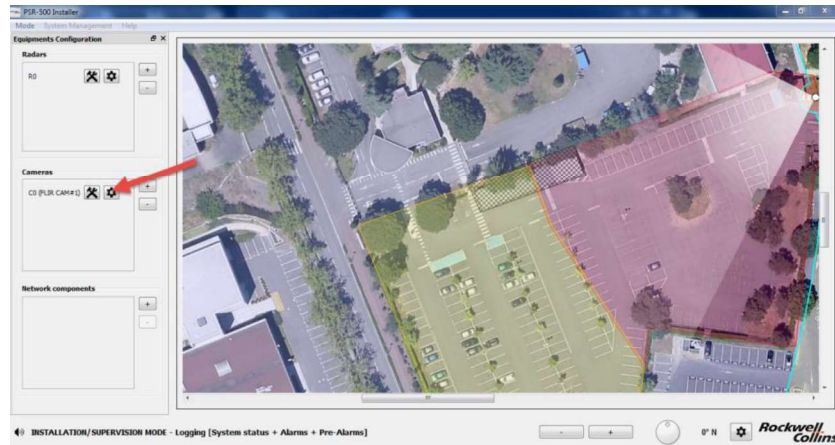 PSR-500 Installer
Mode System Management Help
Equipments Configuration
Radars
R0
+
-
Cameras
C0 (FLIR CAM#1)
+
-
Network components
+
-
INSTALLATION/SUPERVISION MODE - Logging [System status + Alarms + Pre-Alarms]
- + 0° N
Rockwell
Collins